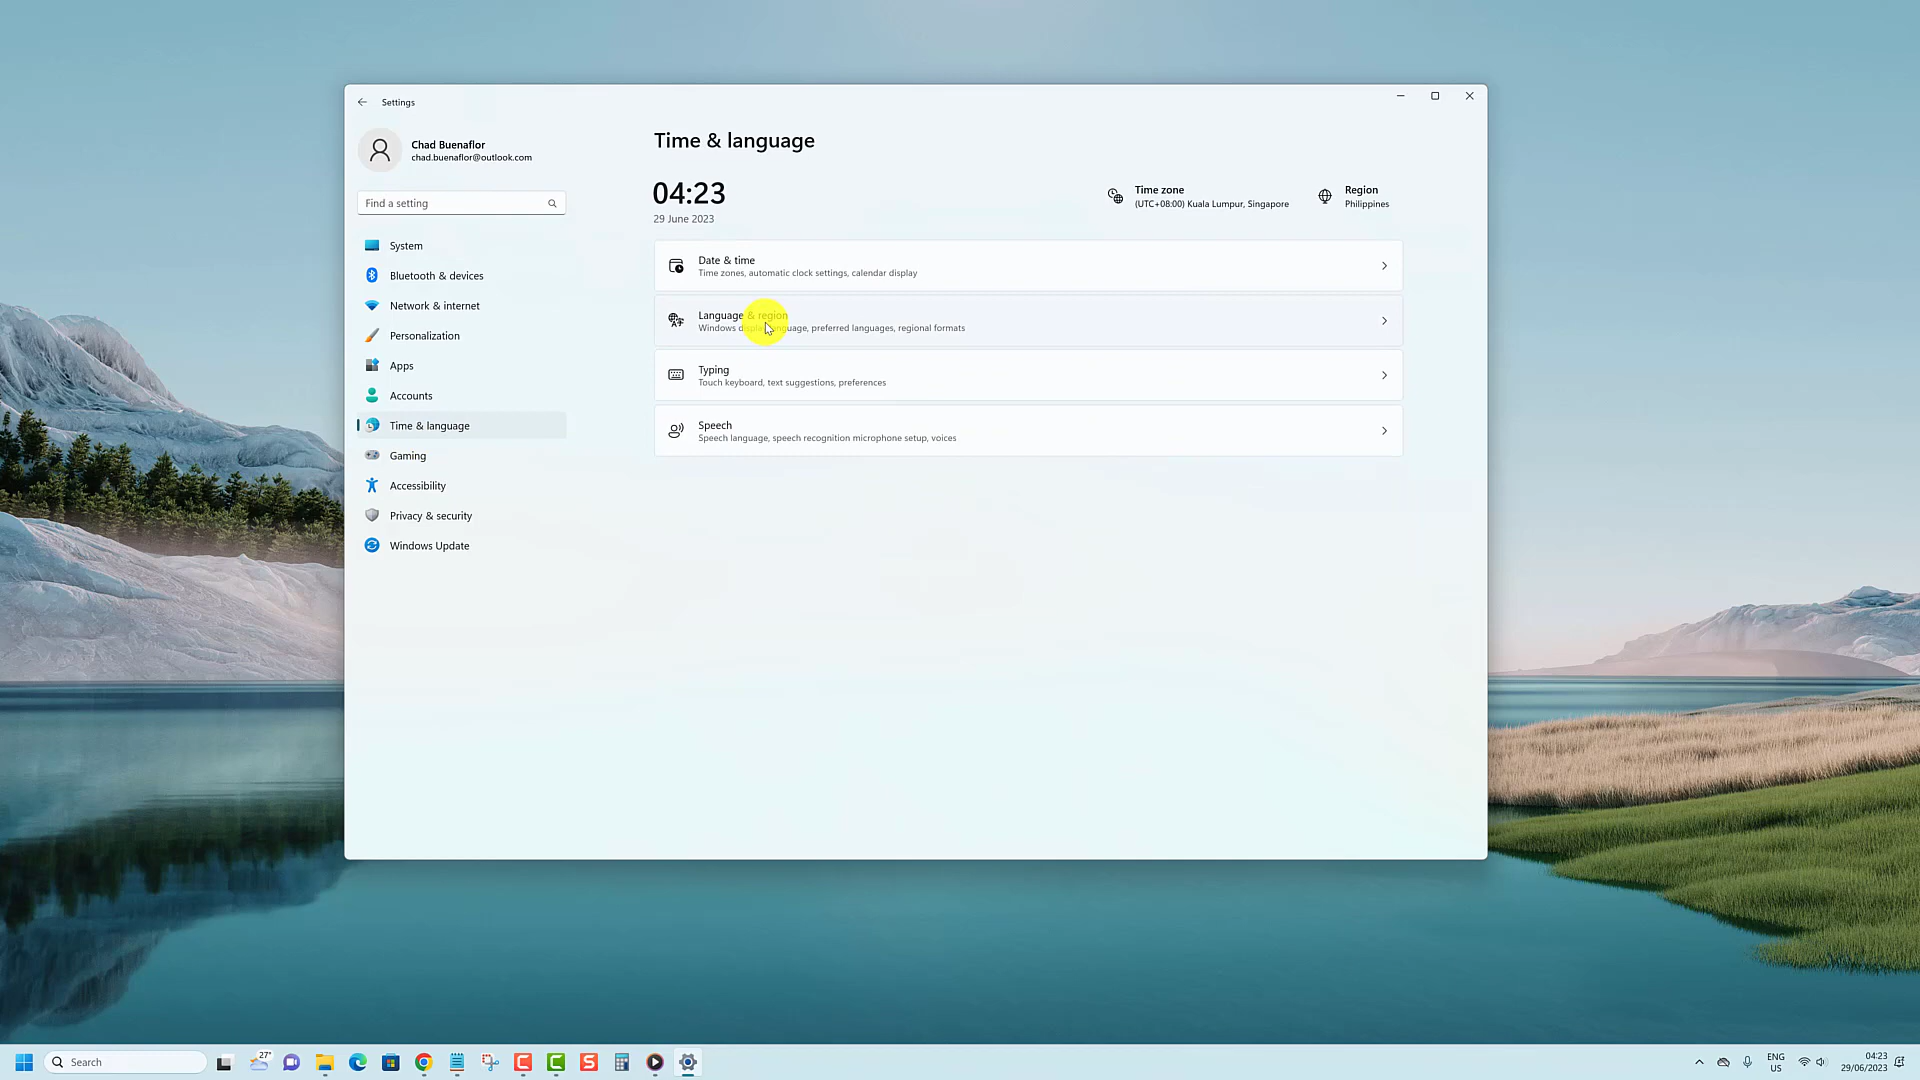 Settings
Chad Buenaflor
chad.buenaflor@outlook.com
Find a setting
System
Bluetooth & devices
Network & internet
Personalization
Apps
Accounts
Time & language
Gaming
Accessibility
Privacy & security
Windows Update
Time & language
04:23
29 June 2023
Time zone
(UTC+08:00) Kuala Lumpur, Singapore
Region
Philippines
Date & time
Time zones, automatic clock settings, calendar display
Language & region
Windows display language, preferred languages, regional formats
Typing
Touch keyboard, text suggestions, preferences
Speech
Speech language, speech recognition microphone setup, voices
Search
27°
ENG
US
04:23
29/06/2023